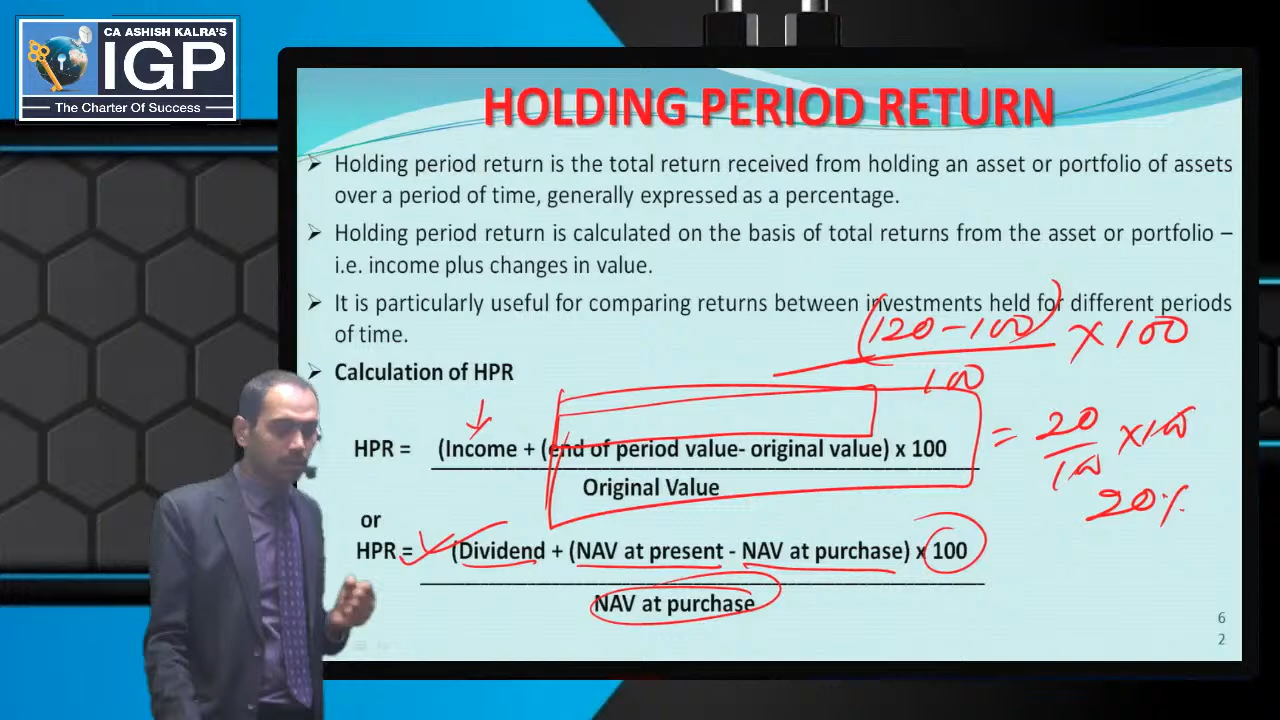 CA ASHISH KALRA'S
IGP
The Charter Of Success
HOLDING PERIOD RETURN
➢ Holding period return is the total return received from holding an asset or portfolio of assets
over a period of time, generally expressed as a percentage.
➢ Holding period return is calculated on the basis of total returns from the asset or portfolio –
i.e. income plus changes in value.
➢ It is particularly useful for comparing returns between investments held for different periods
of time.
(120-100) × 100
100
➢ Calculation of HPR
HPR = (Income + (end of period value- original value) x 100
Original Value
= 20 × 100
100
20%
or
HPR = (Dividend + (NAV at present - NAV at purchase) x 100
NAV at purchase
6
2